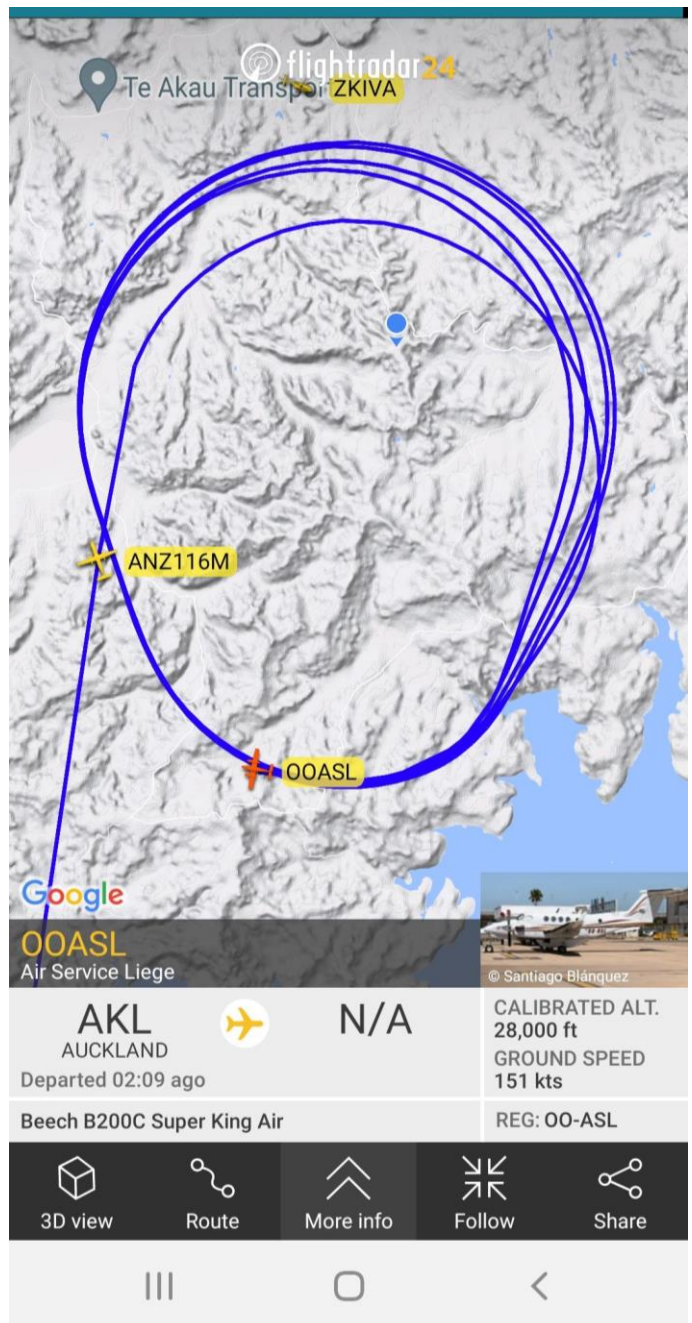 flightradar24
Te Akau Transpor
ZKIVA
ANZ116M
OOASL
Google
OOASL
Air Service Liege
© Santiago Blánquez
AKL
AUCKLAND
N/A
Departed 02:09 ago
CALIBRATED ALT.
28,000 ft
GROUND SPEED
151 kts
Beech B200C Super King Air
REG: OO-ASL
3D view
Route
More info
Follow
Share